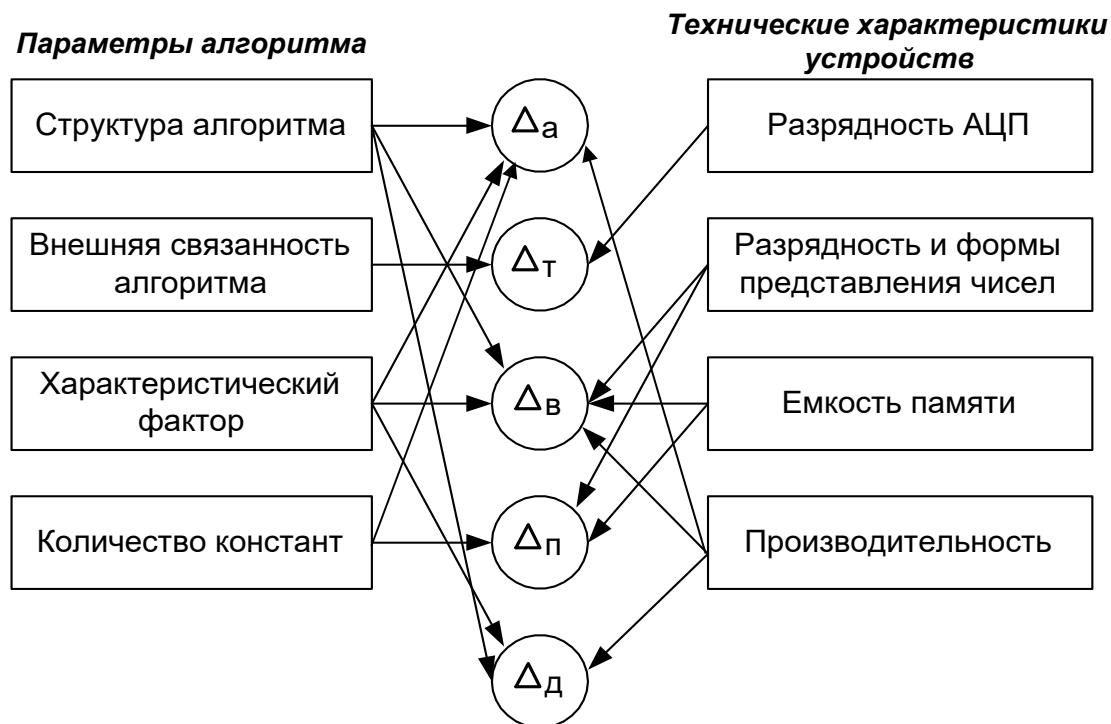 Параметры алгоритма
Технические характеристики
устройств
Структура алгоритма
Δа
Разрядность АЦП
Внешняя связанность
алгоритма
Δт
Разрядность и формы
представления чисел
Характеристический
фактор
Δв
Емкость памяти
Количество констант
Δп
Производительность
Δд